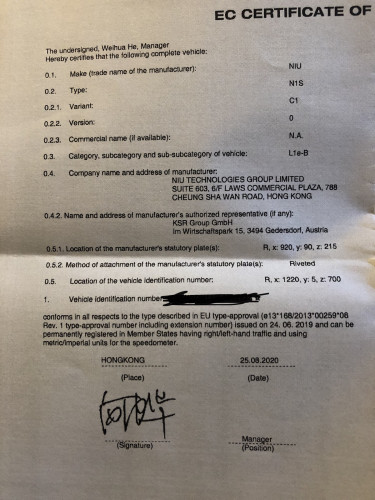 EC CERTIFICATE OF
The undersigned, Weihua He, Manager
Hereby certifies that the following complete vehicle:
0.1. Make (trade name of the manufacturer): NIU
0.2. Type: N1S
0.2.1. Variant: C1
0.2.2. Version: 0
0.2.3. Commercial name (if available): N.A.
0.3. Category, subcategory and sub-subcategory of vehicle: L1e-B
0.4. Company name and address of manufacturer:
NIU TECHNOLOGIES GROUP LIMITED
SUITE 603, 6/F LAWS COMMERCIAL PLAZA, 788
CHEUNG SHA WAN ROAD, HONG KONG
0.4.2. Name and address of manufacturer's authorized representative (if any):
KSR Group GmbH
Im Wirtschaftspark 15, 3494 Gedersdorf, Austria
0.5.1. Location of the manufacturer's statutory plate(s): R, x: 920, y: 90, z: 215
0.5.2. Method of attachment of the manufacturer's statutory plate(s): Riveted
0.5. Location of the vehicle identification number: R, x: 1220, y: 5, z: 700
1. Vehicle identification number
conforms in all respects to the type described in EU type-approval (e13*168/2013*00259*08
Rev. 1 type-approval number including extension number) issued on 24. 06. 2019 and can be
permanently registered in Member States having right/left-hand traffic and using
metric/imperial units for the speedometer.
HONGKONG 25.08.2020
(Place) (Date)
(Signature) Manager
(Position)